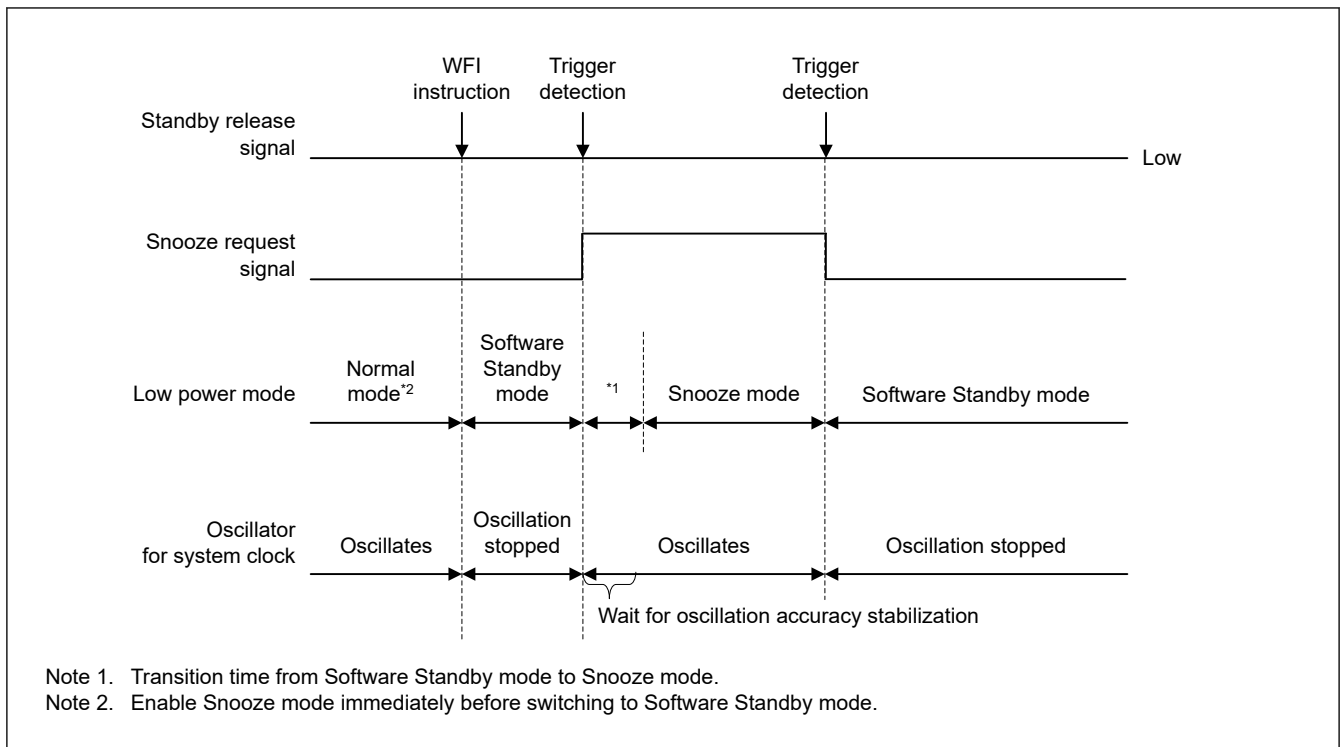 WFI
instruction
Trigger
detection
Trigger
detection
Standby release
signal
Low
Snooze request
signal
Low power mode
Normal
mode*2
Software
Standby
mode
*1
Snooze mode
Software Standby mode
Oscillator
for system clock
Oscillates
Oscillation
stopped
Oscillates
Oscillation stopped
Wait for oscillation accuracy stabilization
Note 1. Transition time from Software Standby mode to Snooze mode.
Note 2. Enable Snooze mode immediately before switching to Software Standby mode.